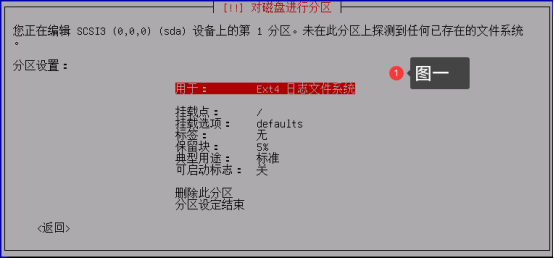 [!!] 对磁盘进行分区
您正在编辑 SCSI3 (0,0,0) (sda) 设备上的第 1 分区。未在此分区上探测到任何已存在的文件系统
。
分区设置：
1 图一
用于： Ext4 日志文件系统
挂载点： /
挂载选项： defaults
标签： 无
保留块： 5%
典型用途： 标准
可启动标志： 关
删除此分区
分区设定结束
<返回>